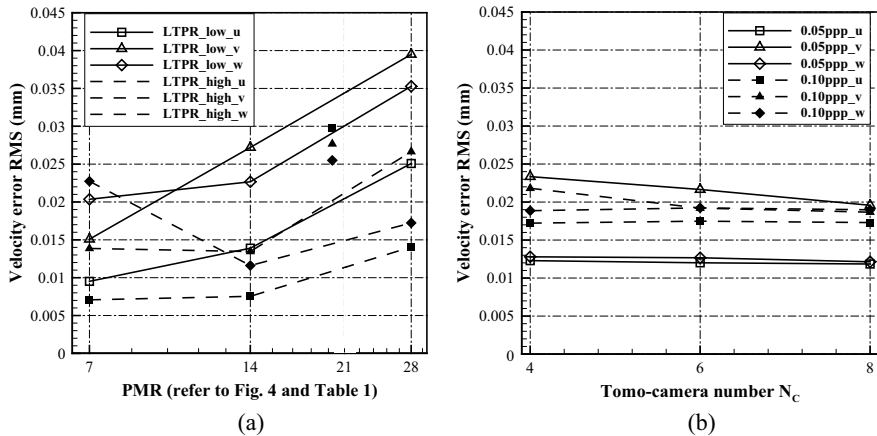 Velocity error RMS (mm)
0.045
0.04
0.035
0.03
0.025
0.02
0.015
0.01
0.005
0
LTPR_low_u
LTPR_low_v
LTPR_low_w
LTPR_high_u
LTPR_high_v
LTPR_high_w
7
14
21
28
PMR (refer to Fig. 4 and Table 1)
(a)
Velocity error RMS (mm)
0.045
0.04
0.035
0.03
0.025
0.02
0.015
0.01
0.005
0
0.05ppp_u
0.05ppp_v
0.05ppp_w
0.10ppp_u
0.10ppp_v
0.10ppp_w
4
6
8
Tomo-camera number N_C
(b)